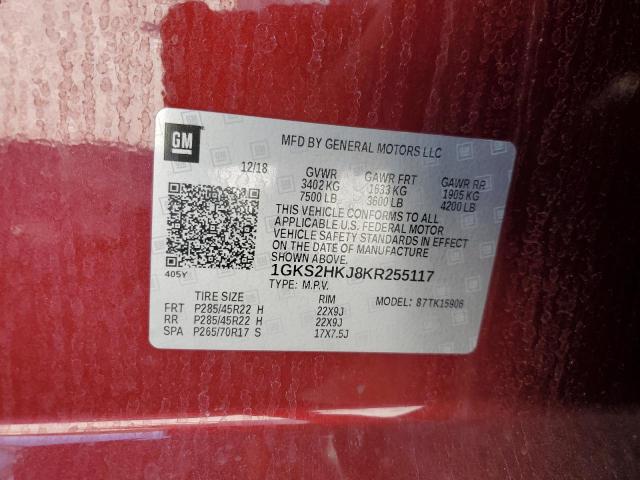 GM
MFD BY GENERAL MOTORS LLC
12/18 GVWR GAWR FRT GAWR RR
3402 KG 1633 KG 1905 KG
7500 LB 3600 LB 4200 LB
THIS VEHICLE CONFORMS TO ALL
APPLICABLE U.S. FEDERAL MOTOR
VEHICLE SAFETY STANDARDS IN EFFECT
ON THE DATE OF MANUFACTURE
SHOWN ABOVE.
405Y
1GKS2HKJ8KR255117
TYPE: M.P.V.
TIRE SIZE RIM MODEL: 87TK15906
FRT P285/45R22 H 22X9J
RR P285/45R22 H 22X9J
SPA P265/70R17 S 17X7.5J